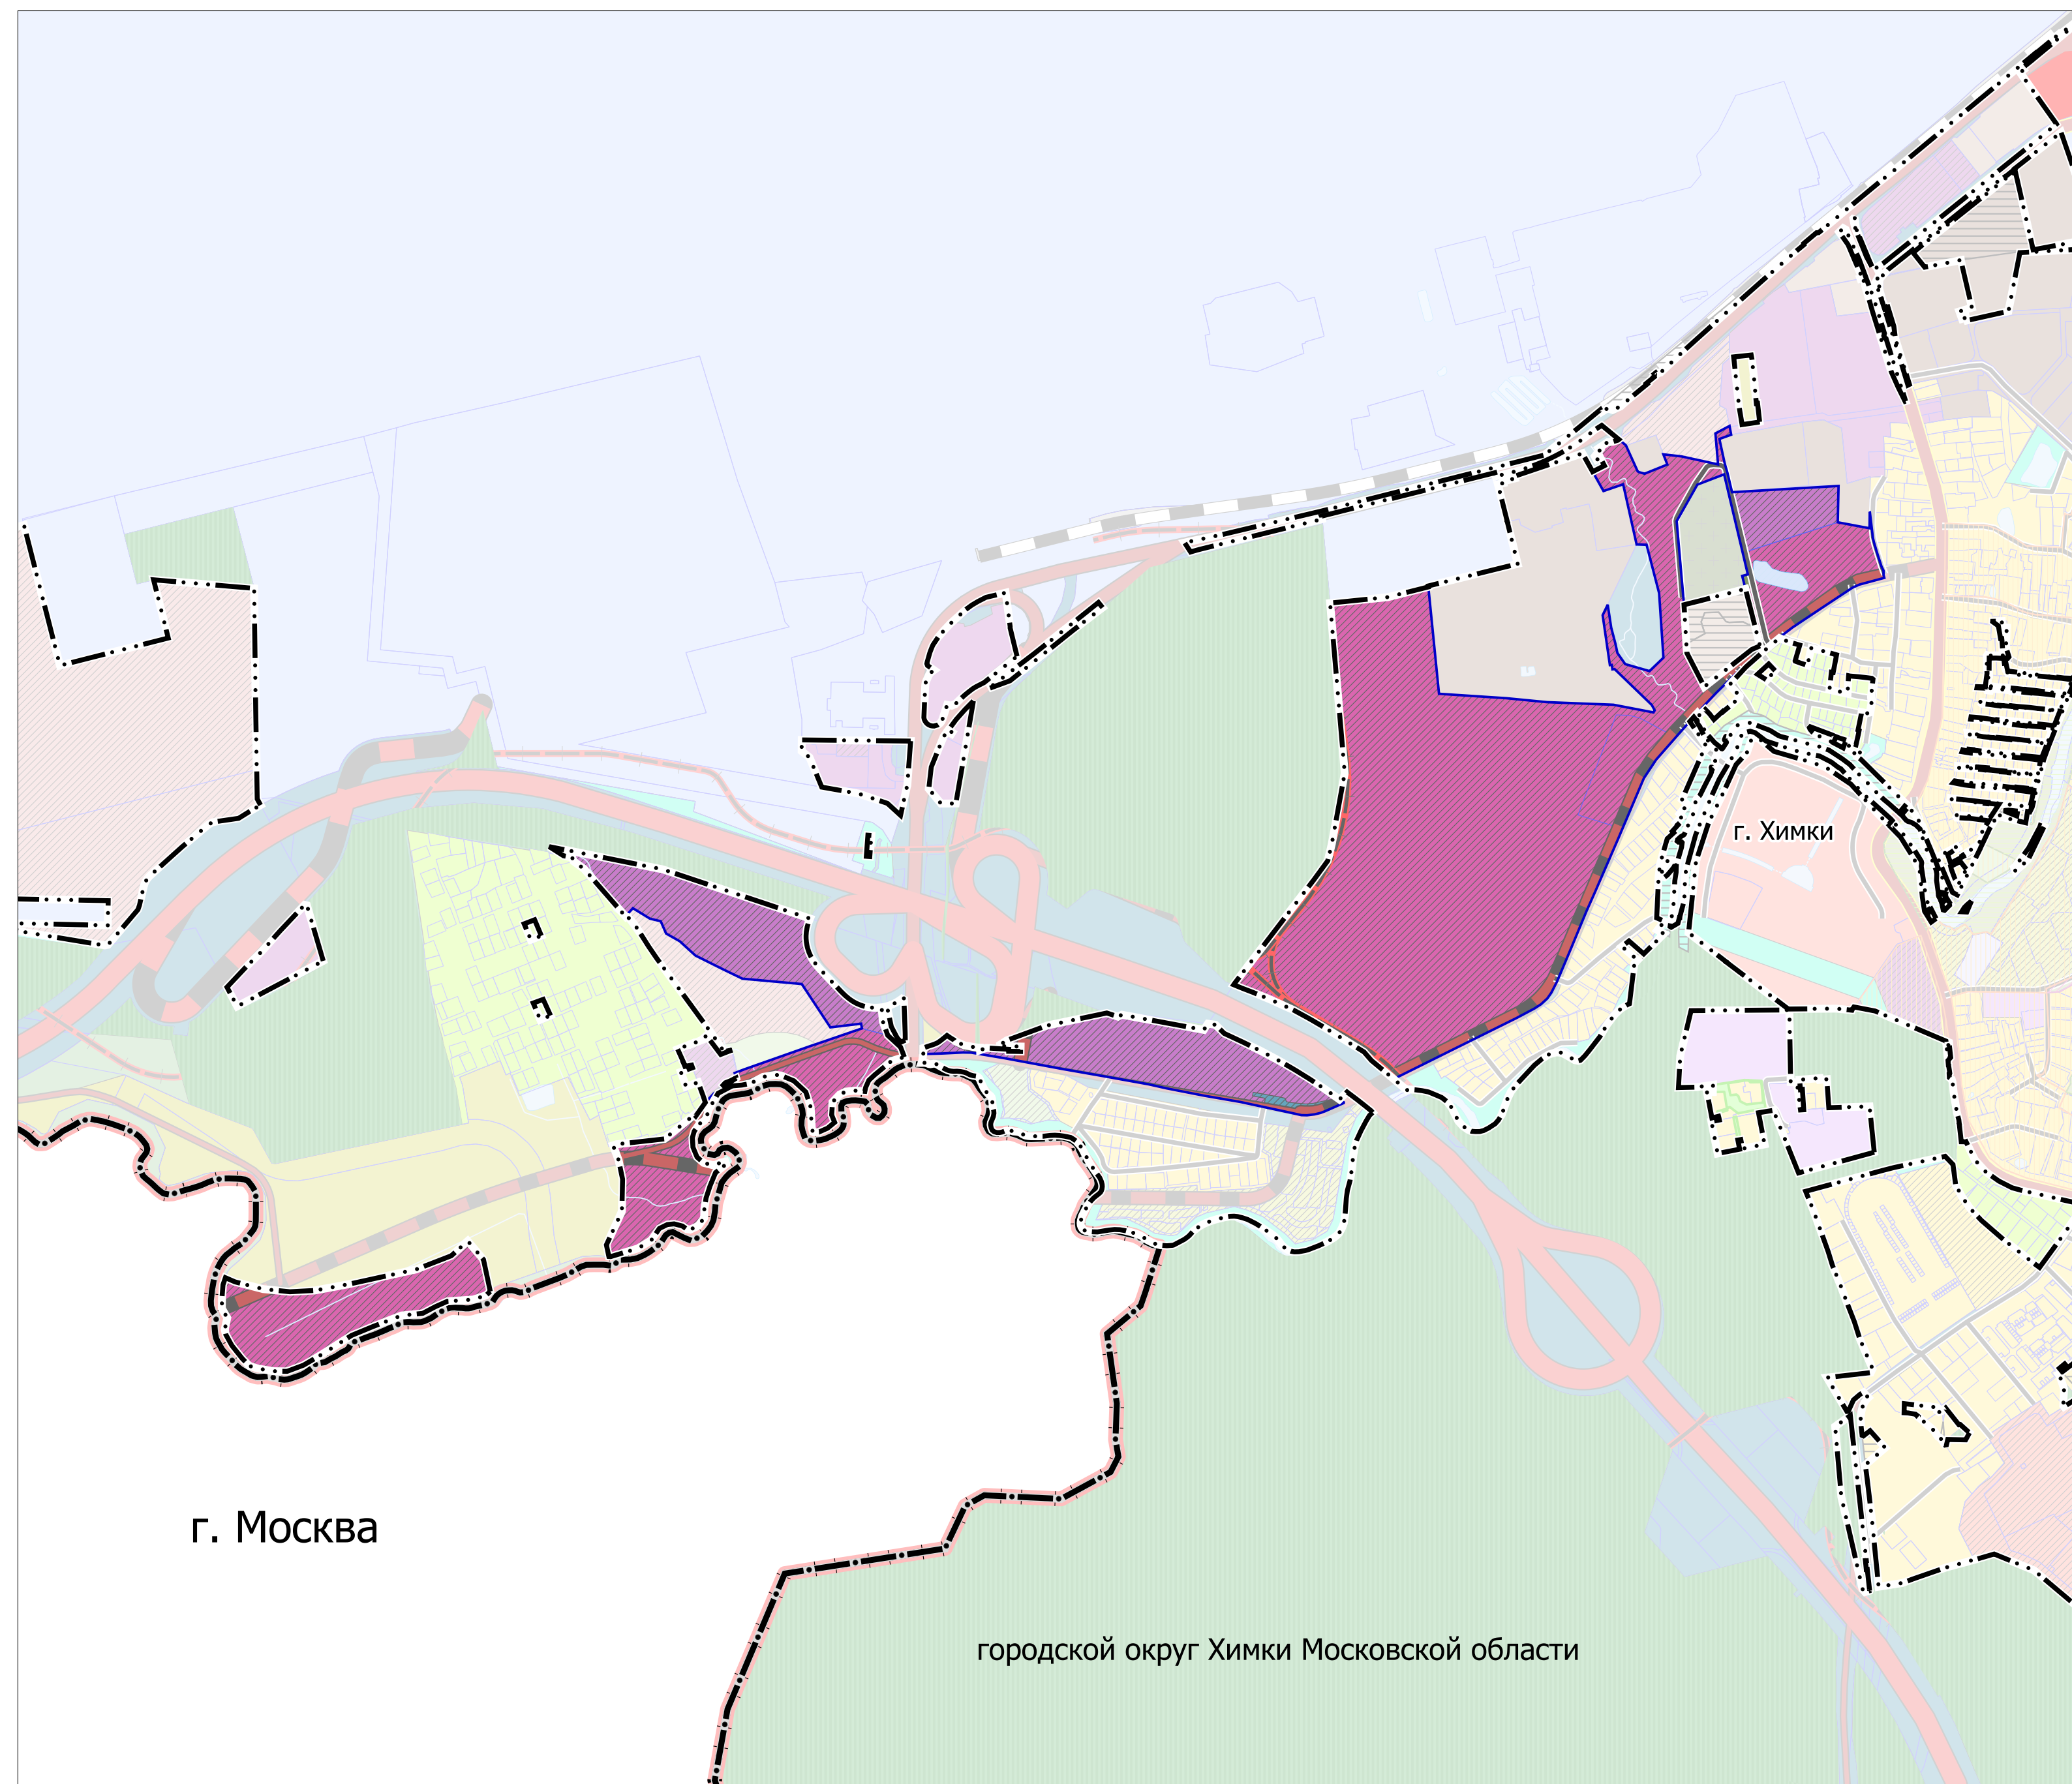 г. Химки
г. Москва
городской округ Химки Московской области